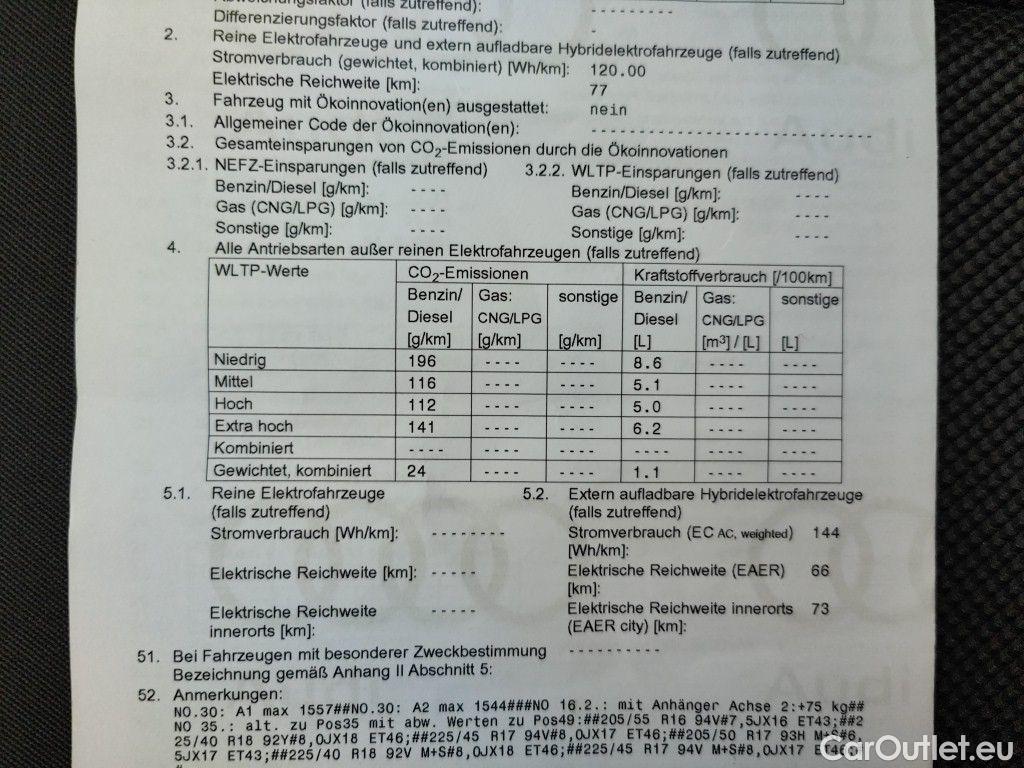 Abweichungsfaktor (falls zutreffend): ---------
Differenzierungsfaktor (falls zutreffend): -
2. Reine Elektrofahrzeuge und extern aufladbare Hybridelektrofahrzeuge (falls zutreffend)
Stromverbrauch (gewichtet, kombiniert) [Wh/km]: 120.00
Elektrische Reichweite [km]: 77
3. Fahrzeug mit Ökoinnovation(en) ausgestattet: nein
3.1. Allgemeiner Code der Ökoinnovation(en): -----------------------------
3.2. Gesamteinsparungen von CO2-Emissionen durch die Ökoinnovationen
3.2.1. NEFZ-Einsparungen (falls zutreffend) 3.2.2. WLTP-Einsparungen (falls zutreffend)
Benzin/Diesel [g/km]: ---- Benzin/Diesel [g/km]: ----
Gas (CNG/LPG) [g/km]: ---- Gas (CNG/LPG) [g/km]: ----
Sonstige [g/km]: ---- Sonstige [g/km]: ----
4. Alle Antriebsarten außer reinen Elektrofahrzeugen (falls zutreffend)
WLTP-Werte CO2-Emissionen Kraftstoffverbrauch [/100km]
Benzin/ Gas: sonstige Benzin/ Gas: sonstige
Diesel CNG/LPG Diesel CNG/LPG
[g/km] [g/km] [g/km] [L] [m³] / [L] [L]
Niedrig 196 ---- ---- 8.6 ---- ----
Mittel 116 ---- ---- 5.1 ---- ----
Hoch 112 ---- ---- 5.0 ---- ----
Extra hoch 141 ---- ---- 6.2 ---- ----
Kombiniert ---- ---- ---- ---- ---- ----
Gewichtet, kombiniert 24 ---- ---- 1.1 ---- ----
5.1. Reine Elektrofahrzeuge 5.2. Extern aufladbare Hybridelektrofahrzeuge
(falls zutreffend) (falls zutreffend)
Stromverbrauch [Wh/km]: -------- Stromverbrauch (EC AC, weighted) 144
[Wh/km]:
Elektrische Reichweite [km]: ----- Elektrische Reichweite (EAER) 66
[km]:
Elektrische Reichweite ----- Elektrische Reichweite innerorts 73
innerorts [km]: (EAER city) [km]:
51. Bei Fahrzeugen mit besonderer Zweckbestimmung ----------
Bezeichnung gemäß Anhang II Abschnitt 5:
52. Anmerkungen:
NO.30: A1 max 1557##NO.30: A2 max 1544###NO 16.2.: mit Anhänger Achse 2:+75 kg##
NO 35.: alt. zu Pos35 mit abw. Werten zu Pos49:##205/55 R16 94V#7,5JX16 ET43;##2
25/40 R18 92Y#8,0JX18 ET46;##225/45 R17 94V#8,0JX17 ET46;##205/50 R17 93H M+S#6,
5JX17 ET43;##225/40 R18 92V M+S#8,0JX18 ET46;##225/45 R17 94V M+S#8,0JX17 ET46;#
#
CarOutlet.eu